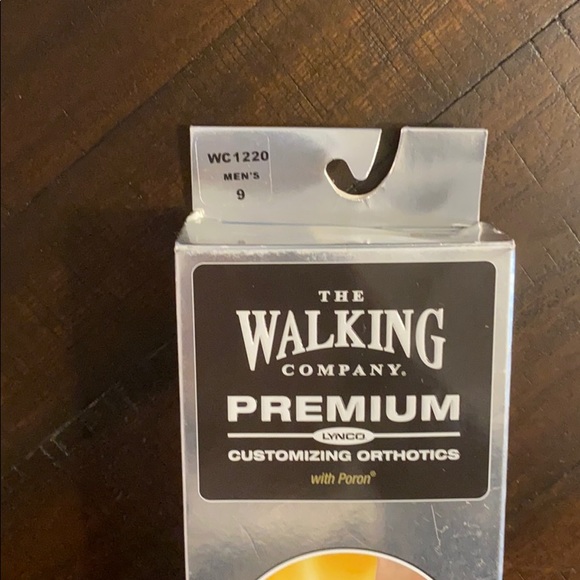 WC1220
MEN'S
9
THE
WALKING
COMPANY®
PREMIUM
LYNCO
CUSTOMIZING ORTHOTICS
with Poron®